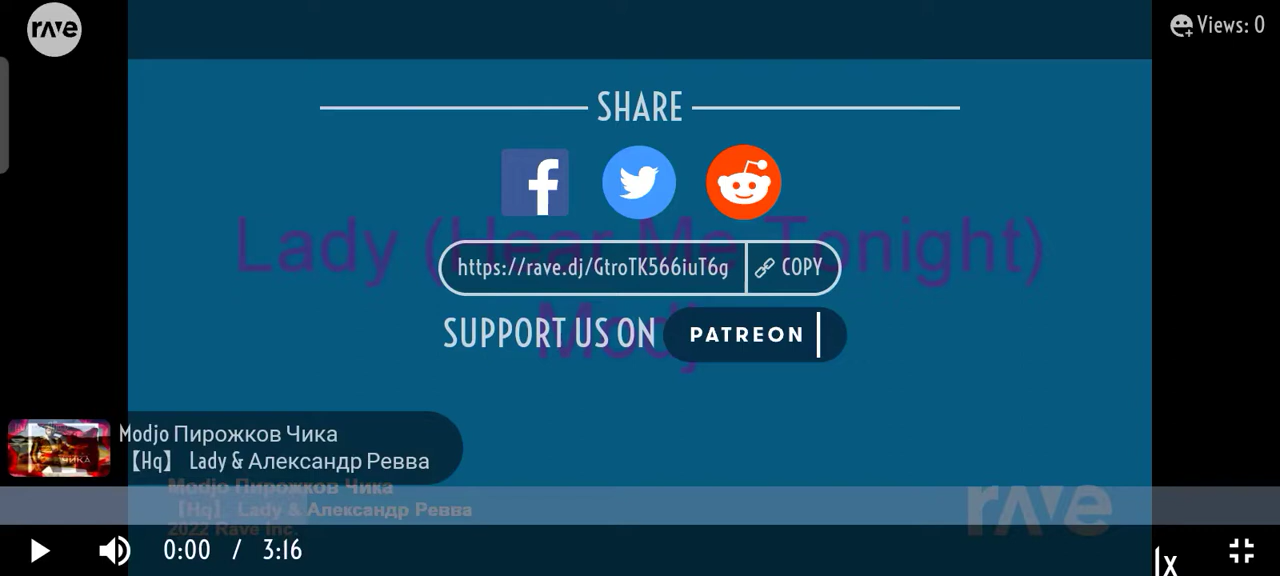 rave
Views: 0
SHARE
Lady (Hear Me Tonight)
https://rave.dj/GtroTK566iuT6g COPY
SUPPORT US ON PATREON
Modjo Пирожков Чика
【Hq】 Lady & Александр Ревва
Modjo Пирожков Чика
【Hq】 Lady & Александр Ревва
2022 Rave Inc.
rave
0:00 / 3:16
1x